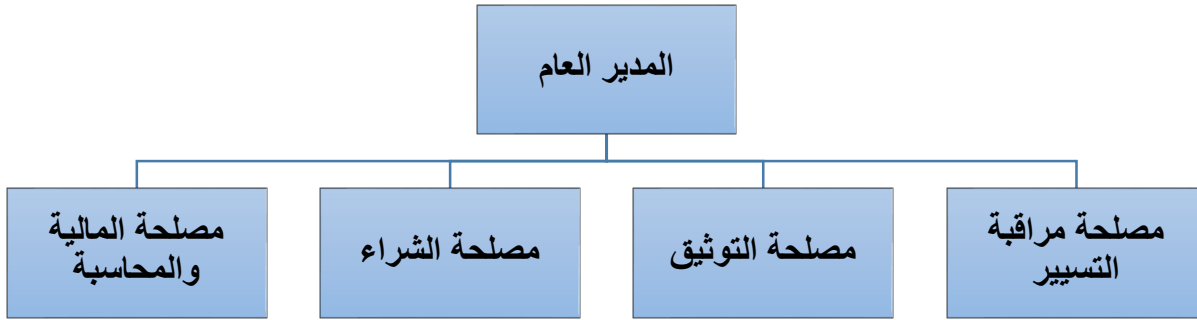 المدير العام
مصلحة مراقبة
التسيير
مصلحة التوثيق
مصلحة الشراء
مصلحة المالية
والمحاسبة